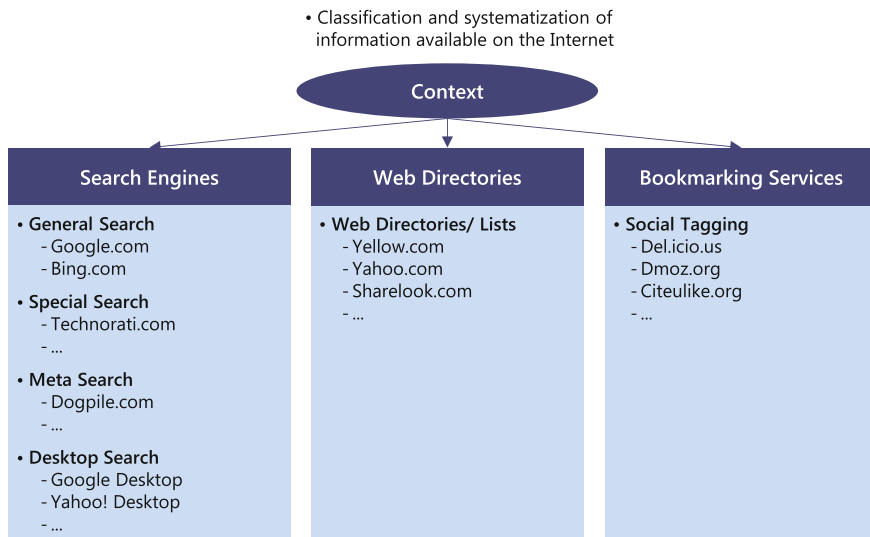 • Classification and systematization of
information available on the Internet
Context
Search Engines
• General Search
- Google.com
- Bing.com
• Special Search
- Technorati.com
- ...
• Meta Search
- Dogpile.com
- ...
• Desktop Search
- Google Desktop
- Yahoo! Desktop
- ...
Web Directories
• Web Directories/ Lists
- Yellow.com
- Yahoo.com
- Sharelook.com
- ...
Bookmarking Services
• Social Tagging
- Del.icio.us
- Dmoz.org
- Citeulike.org
- ...